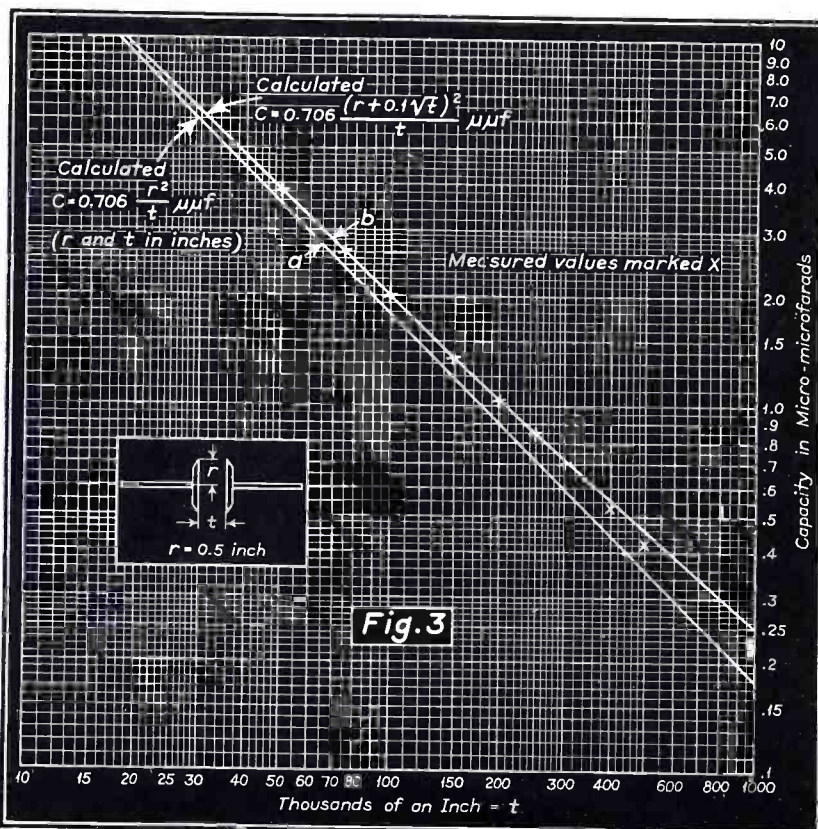 Calculated
C = 0.706 (r + 0.1√t)² / t μμf
Calculated
C = 0.706 r² / t μμf
(r and t in inches)
a
b
Measured values marked X
r
t
r = 0.5 inch
Fig. 3
10 9.0 8.0 7.0 6.0 5.0 4.0 3.0 2.0 1.5 1.0 .9 .8 .7 .6 .5 .4 .3 .25 .2 .15 .1
Capacity in Micro-microfarads
10 15 20 25 30 40 50 60 70 80 100 150 200 300 400 600 800 1000
Thousands of an Inch = t